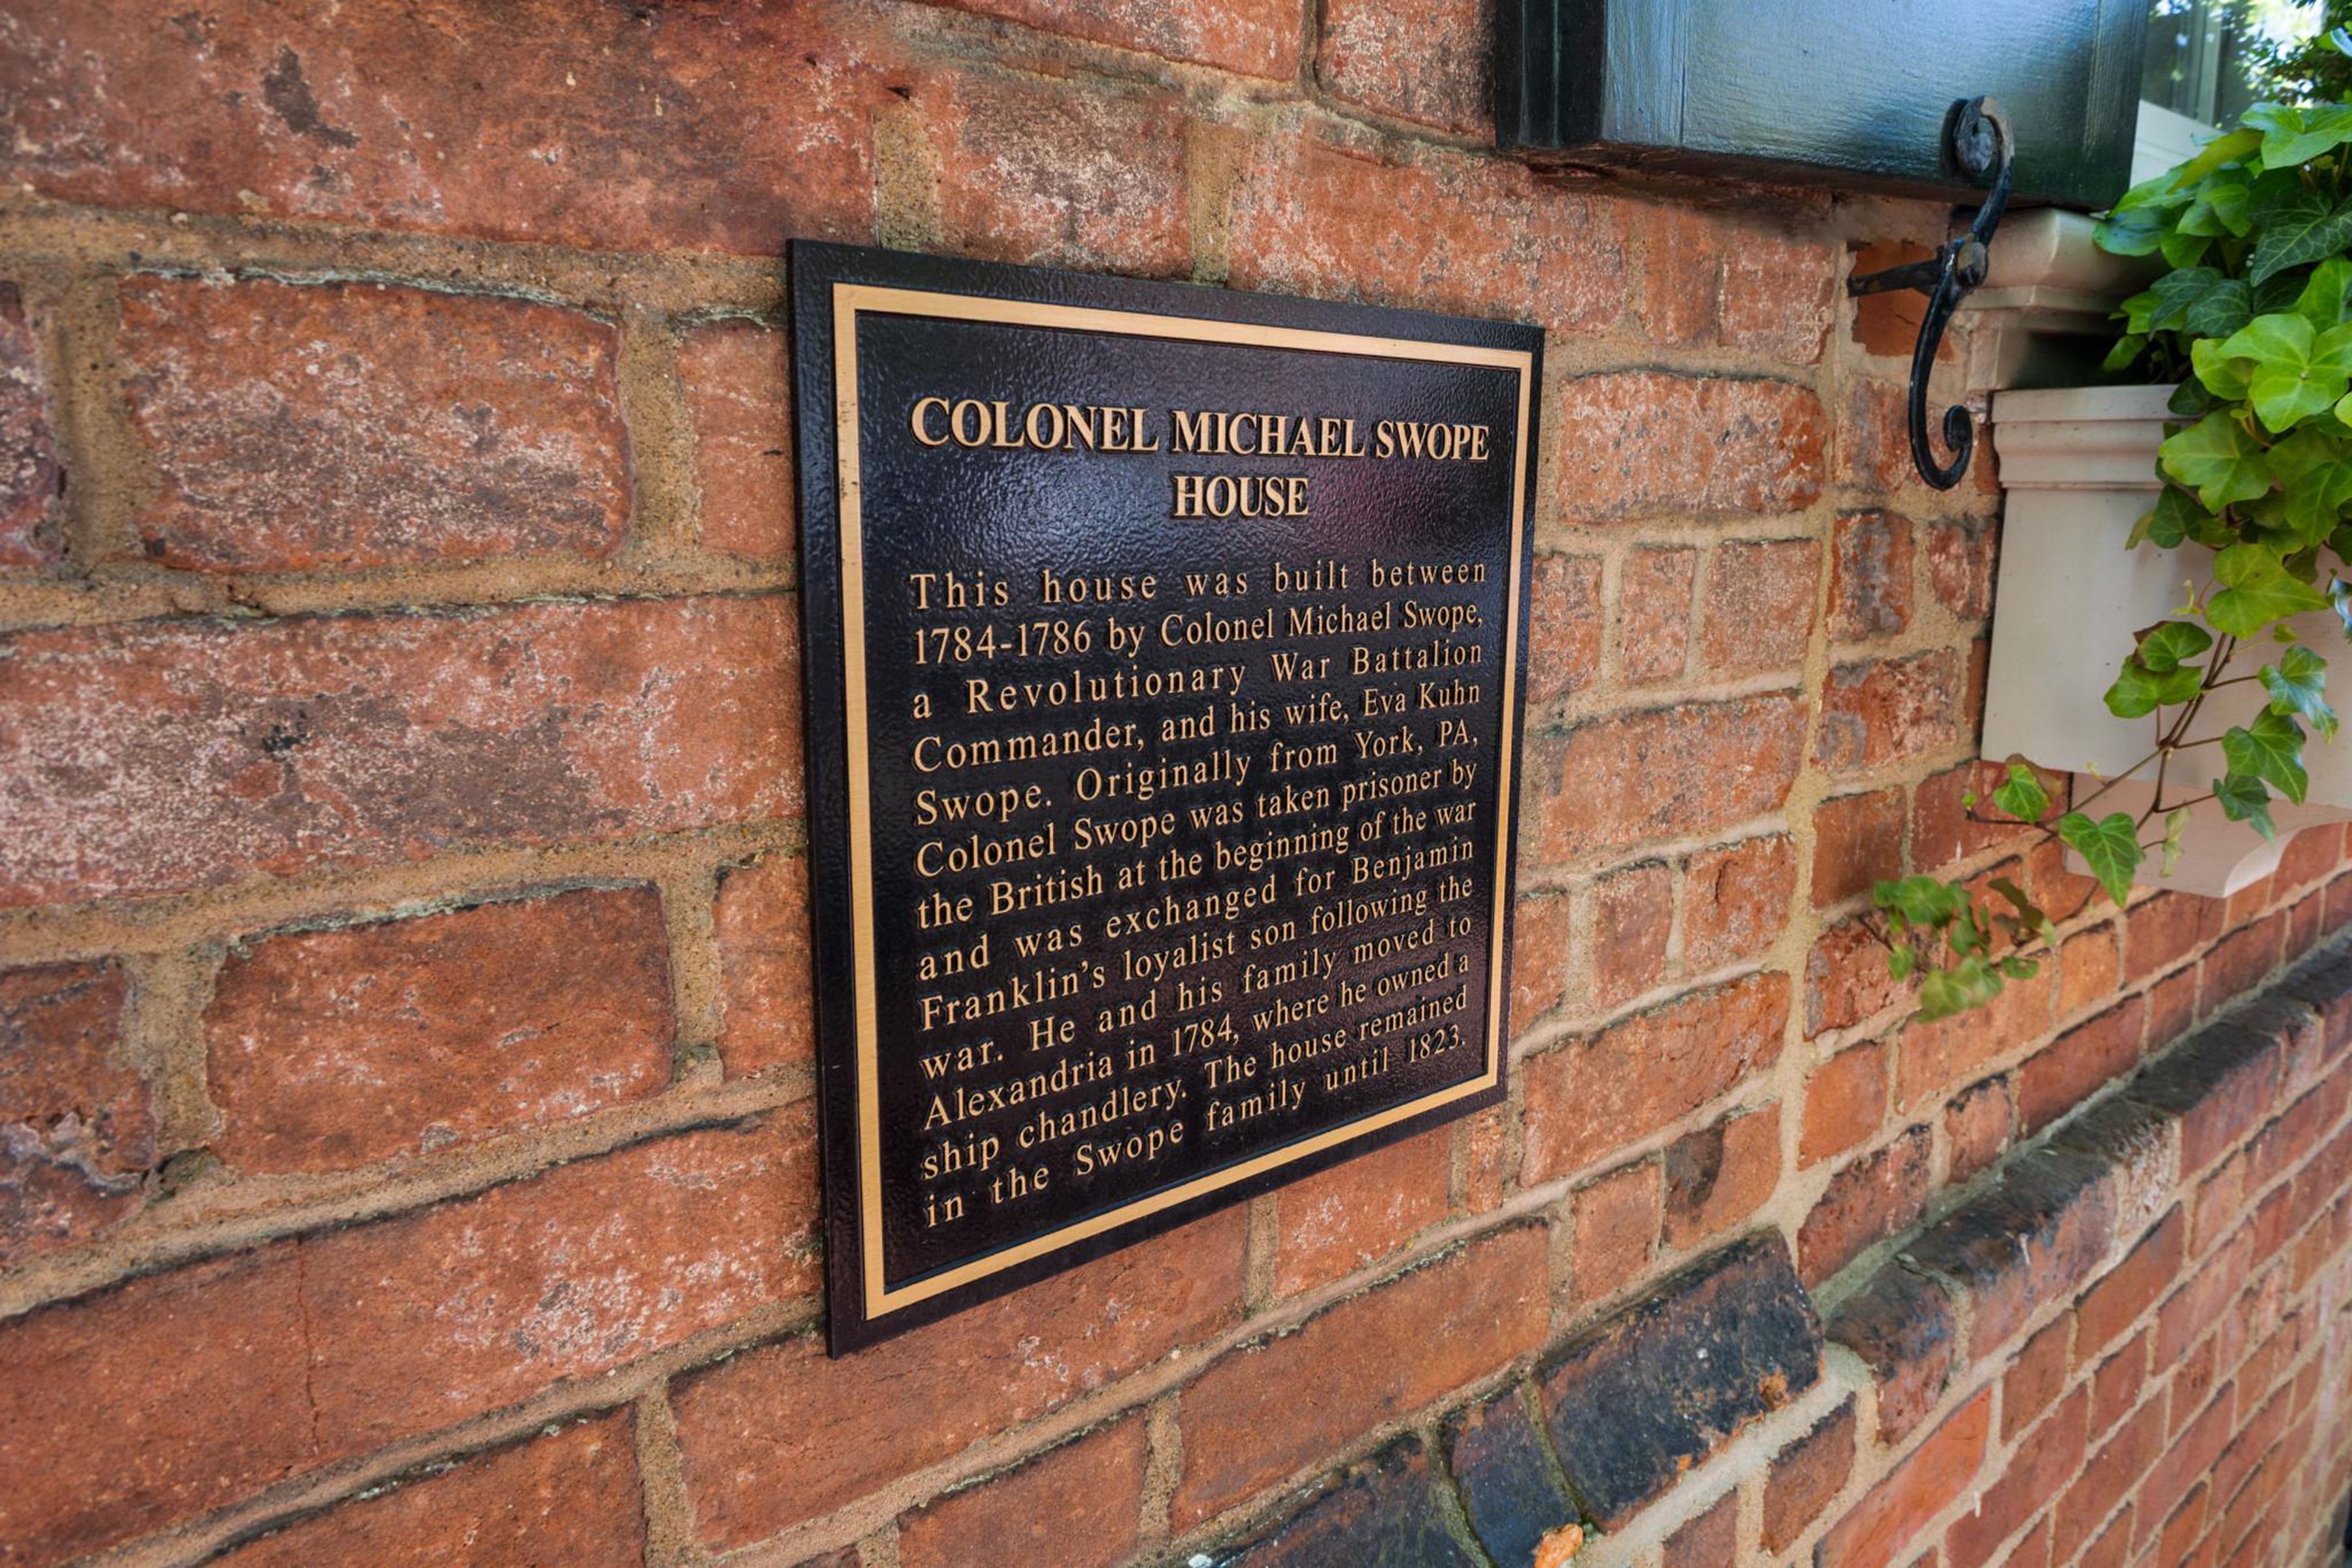 COLONEL MICHAEL SWOPE
HOUSE
This house was built between
1784-1786 by Colonel Michael Swope,
a Revolutionary War Battalion
Commander, and his wife, Eva Kuhn
Swope. Originally from York, PA,
Colonel Swope was taken prisoner by
the British at the beginning of the war
and was exchanged for Benjamin
Franklin's loyalist son following the
war. He and his family moved to
Alexandria in 1784, where he owned a
ship chandlery. The house remained
in the Swope family until 1823.